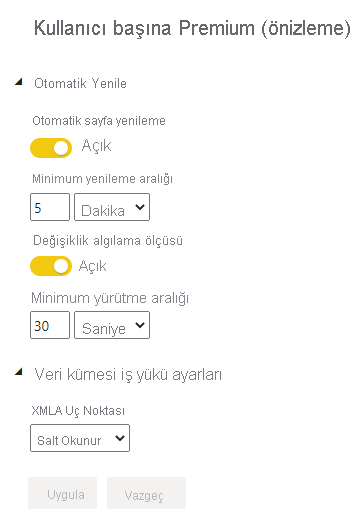 Kullanıcı başına Premium (önizleme)
Otomatik Yenile
Otomatik sayfa yenileme
Açık
Minimum yenileme aralığı
5 Dakika
Değişiklik algılama ölçüsü
Açık
Minimum yürütme aralığı
30 Saniye
Veri kümesi iş yükü ayarları
XMLA Uç Noktası
Salt Okunur
Uygula Vazgeç